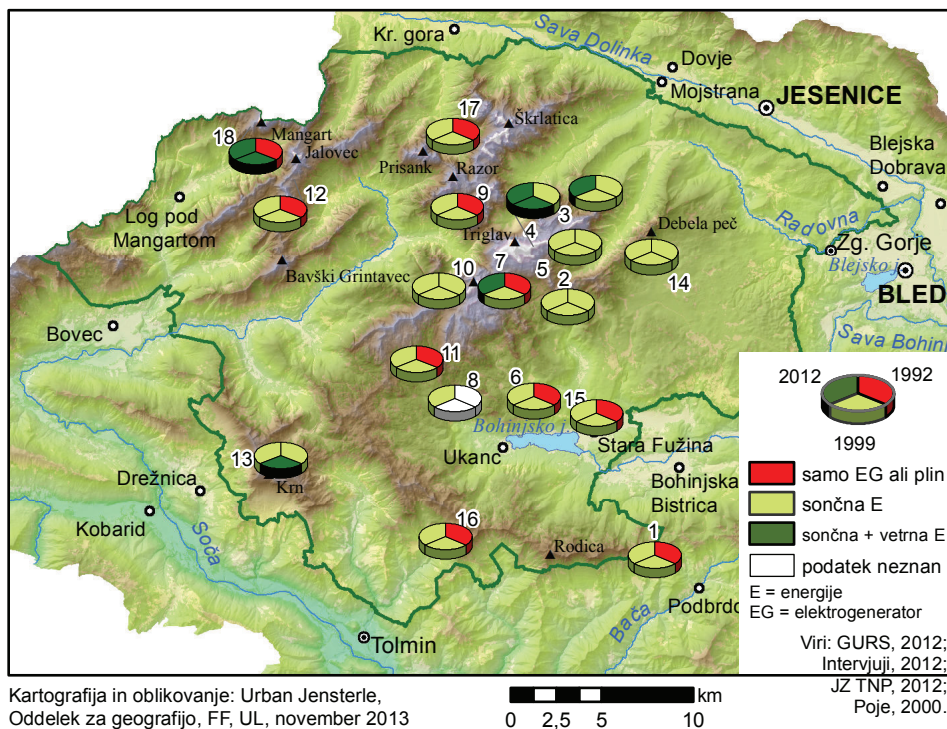 Kr. gora
Sava Dolinka
Dovje
Mojstrana
JESENICE
17
Škrlatica
18
Mangart
Jalovec
Prisank
Razor
Blejska
Dobrava
12
Log pod
Mangartom
9
3
Triglav
4
Debela peč
Radovna
Zg. Gorje
Blejsko j.
BLED
Bavški Grintavec
10
7
5
2
14
Bovec
Sava Bohinj
11
8
6
15
Bohinjsko j.
Ukanc
Stara Fužina
Bohinjska
Bistrica
13
Krn
Drežnica
Kobarid
Soča
16
Rodica
1
Podbrdo
Bača
Tolmin
2012
1992
1999
samo EG ali plin
sončna E
sončna + vetrna E
podatek neznan
E = energije
EG = elektrogenerator
Viri: GURS, 2012;
Intervjuji, 2012;
JZ TNP, 2012;
Poje, 2000.
Kartografija in oblikovanje: Urban Jensterle,
Oddelek za geografijo, FF, UL, november 2013
km
0 2,5 5 10